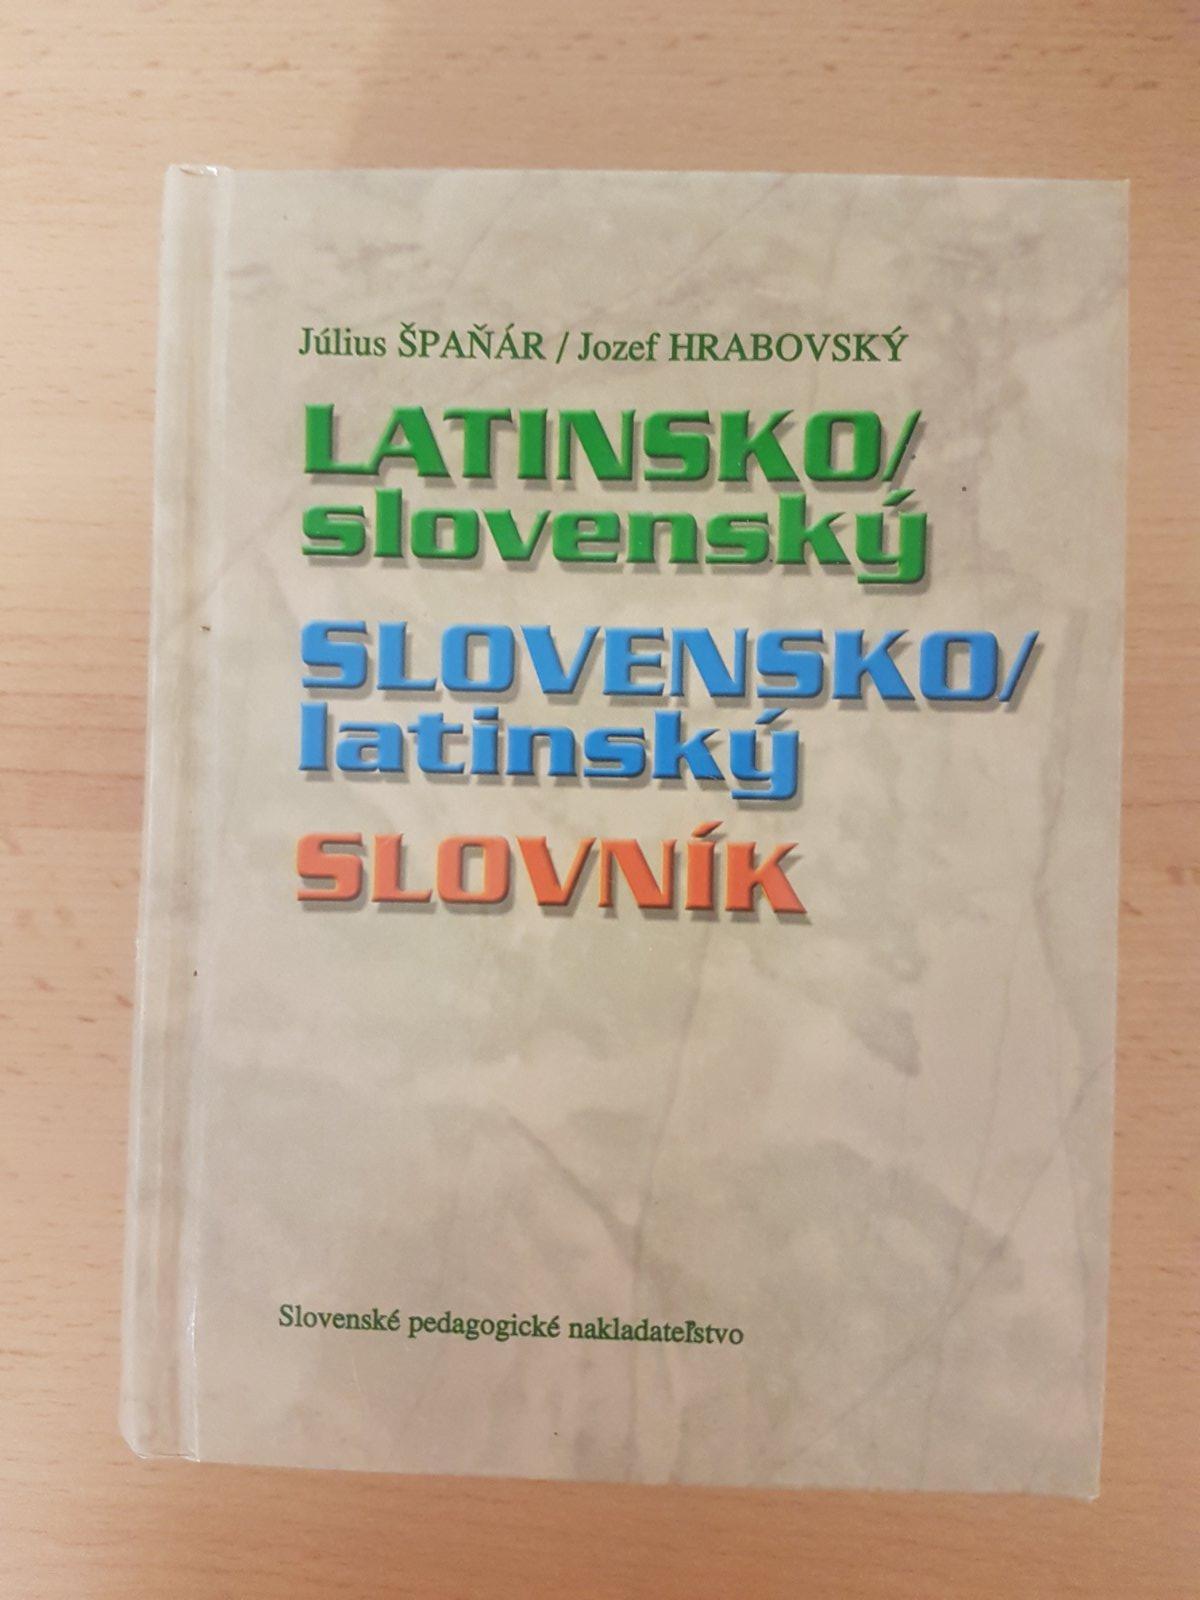 Július ŠPAŇÁR / Jozef HRABOVSKÝ
LATINSKO/
slovenský
SLOVENSKO/
latinský
SLOVNÍK
Slovenské pedagogické nakladateľstvo